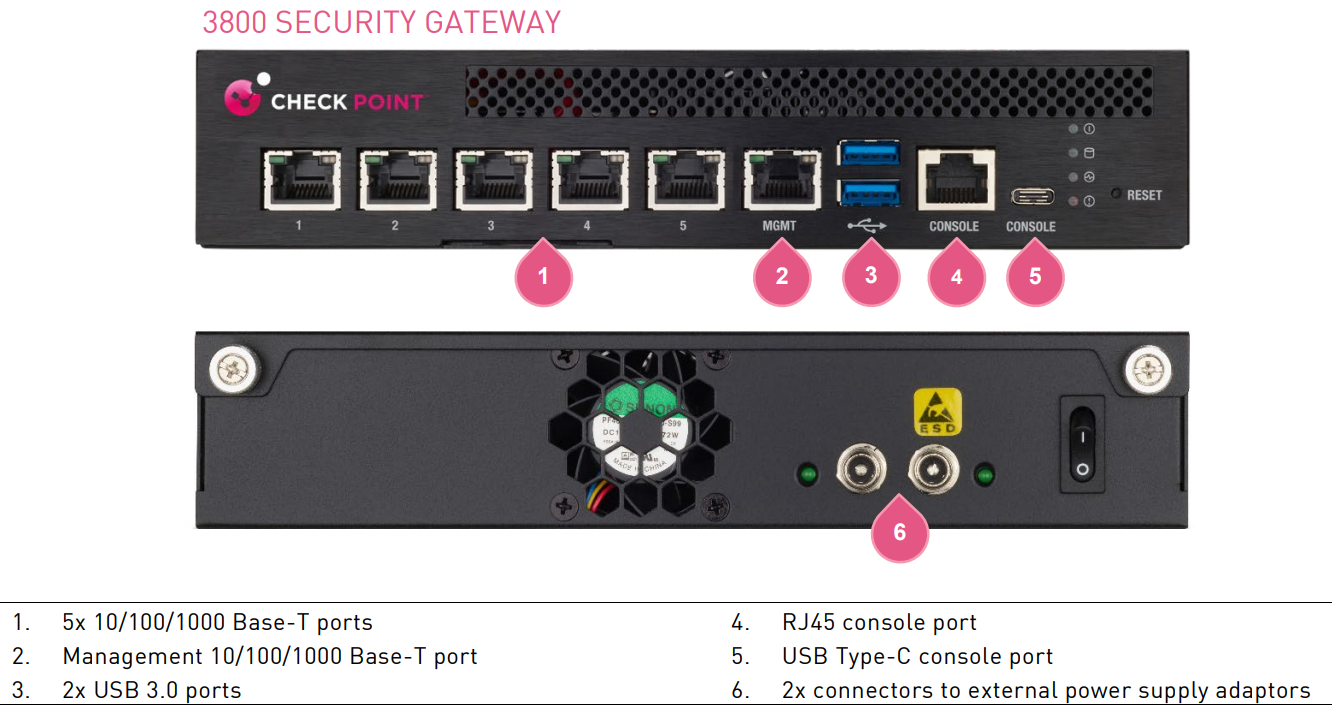 3800 SECURITY GATEWAY
CHECK POINT
1 2 3 4 5 MGMT CONSOLE CONSOLE RESET
1 2 3 4 5
ESD
MADE IN CHINA
6
1. 5x 10/100/1000 Base-T ports
2. Management 10/100/1000 Base-T port
3. 2x USB 3.0 ports
4. RJ45 console port
5. USB Type-C console port
6. 2x connectors to external power supply adaptors